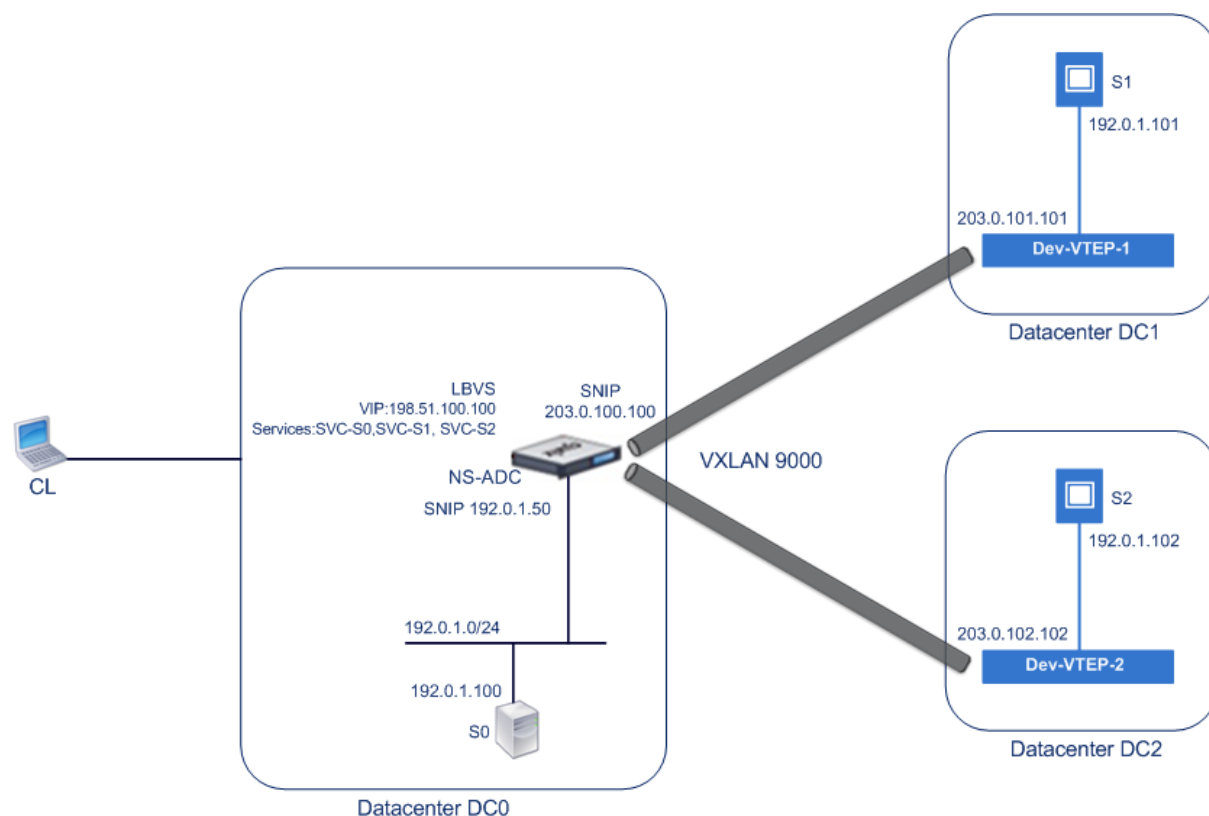 S1
192.0.1.101
203.0.101.101
Dev-VTEP-1
Datacenter DC1
LBVS
VIP:198.51.100.100
Services:SVC-S0,SVC-S1, SVC-S2
SNIP
203.0.100.100
NS-ADC
SNIP 192.0.1.50
VXLAN 9000
CL
S2
192.0.1.102
203.0.102.102
Dev-VTEP-2
Datacenter DC2
192.0.1.0/24
192.0.1.100
S0
Datacenter DC0